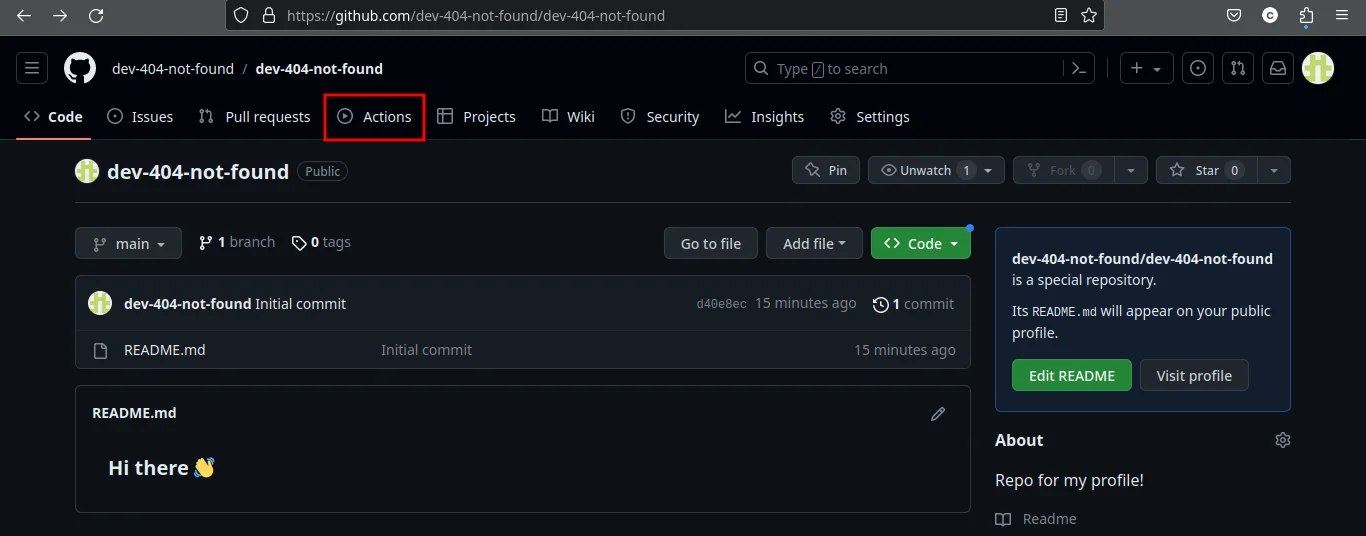 https://github.com/dev-404-not-found/dev-404-not-found
C
dev-404-not-found / dev-404-not-found
Type / to search
Code Issues Pull requests Actions Projects Wiki Security Insights Settings
dev-404-not-found Public
Pin Unwatch 1 Fork 0 Star 0
main 1 branch 0 tags Go to file Add file Code
dev-404-not-found Initial commit d40e8ec 15 minutes ago 1 commit
README.md Initial commit 15 minutes ago
README.md
Hi there 👋
dev-404-not-found/dev-404-not-found
is a special repository.
Its README.md will appear on your public
profile.
Edit README Visit profile
About
Repo for my profile!
Readme